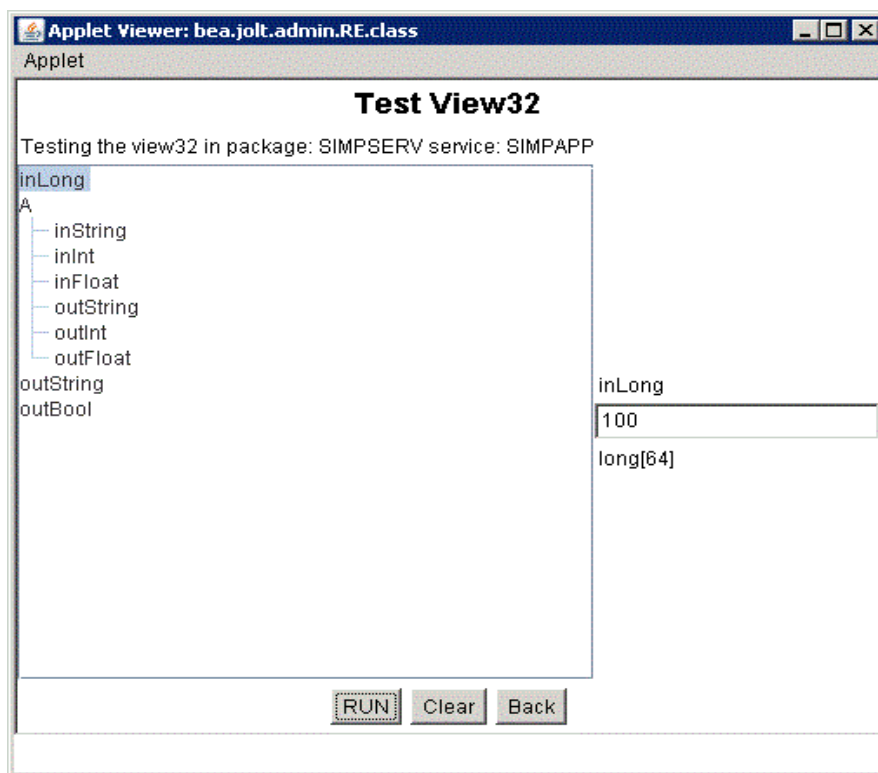 Applet Viewer: bea.jolt.admin.RE.class
Applet
Test View32
Testing the view32 in package: SIMPSERV service: SIMPAPP
inLong
A
inString
inInt
inFloat
outString
outInt
outFloat
outString
outBool
inLong
100
long[64]
RUN Clear Back